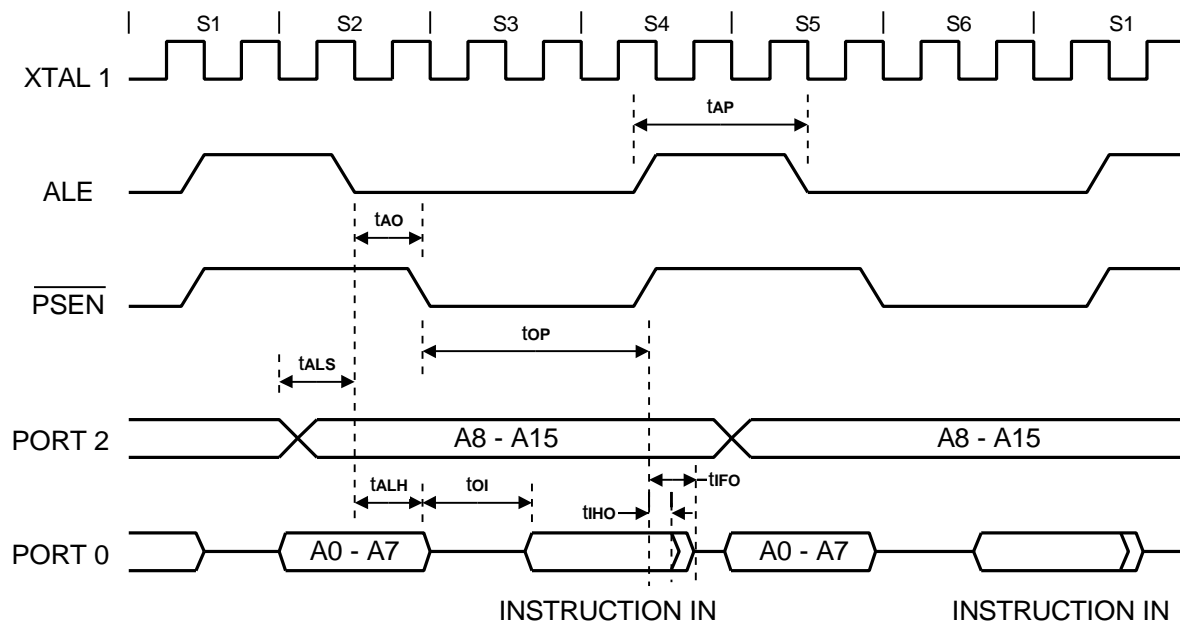 S1 S2 S3 S4 S5 S6 S1
XTAL 1
tAP
ALE
tAO
PSEN
tOP
tALS
PORT 2 A8 - A15 A8 - A15
tALH tOI tIFO
tIHO
PORT 0 A0 - A7 A0 - A7
INSTRUCTION IN INSTRUCTION IN